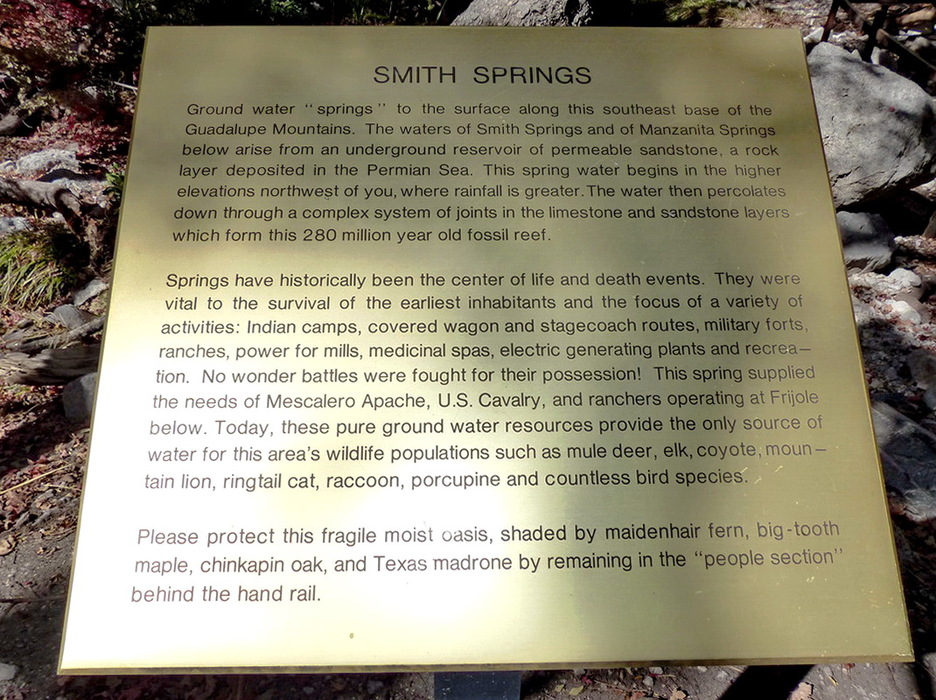 SMITH SPRINGS
Ground water "springs" to the surface along this southeast base of the
Guadalupe Mountains. The waters of Smith Springs and of Manzanita Springs
below arise from an underground reservoir of permeable sandstone, a rock
layer deposited in the Permian Sea. This spring water begins in the higher
elevations northwest of you, where rainfall is greater. The water then percolates
down through a complex system of joints in the limestone and sandstone layers
which form this 280 million year old fossil reef.
Springs have historically been the center of life and death events. They were
vital to the survival of the earliest inhabitants and the focus of a variety of
activities: Indian camps, covered wagon and stagecoach routes, military forts,
ranches, power for mills, medicinal spas, electric generating plants and recrea–
tion. No wonder battles were fought for their possession! This spring supplied
the needs of Mescalero Apache, U.S. Cavalry, and ranchers operating at Frijole
below. Today, these pure ground water resources provide the only source of
water for this area's wildlife populations such as mule deer, elk, coyote, moun–
tain lion, ringtail cat, raccoon, porcupine and countless bird species.
Please protect this fragile moist oasis, shaded by maidenhair fern, big-tooth
maple, chinkapin oak, and Texas madrone by remaining in the "people section"
behind the hand rail.